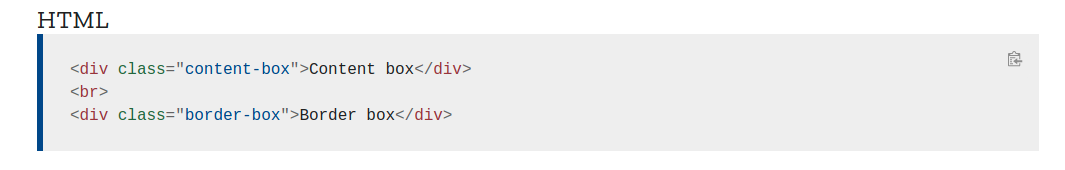 HTML
<div class="content-box">Content box</div>
<br>
<div class="border-box">Border box</div>